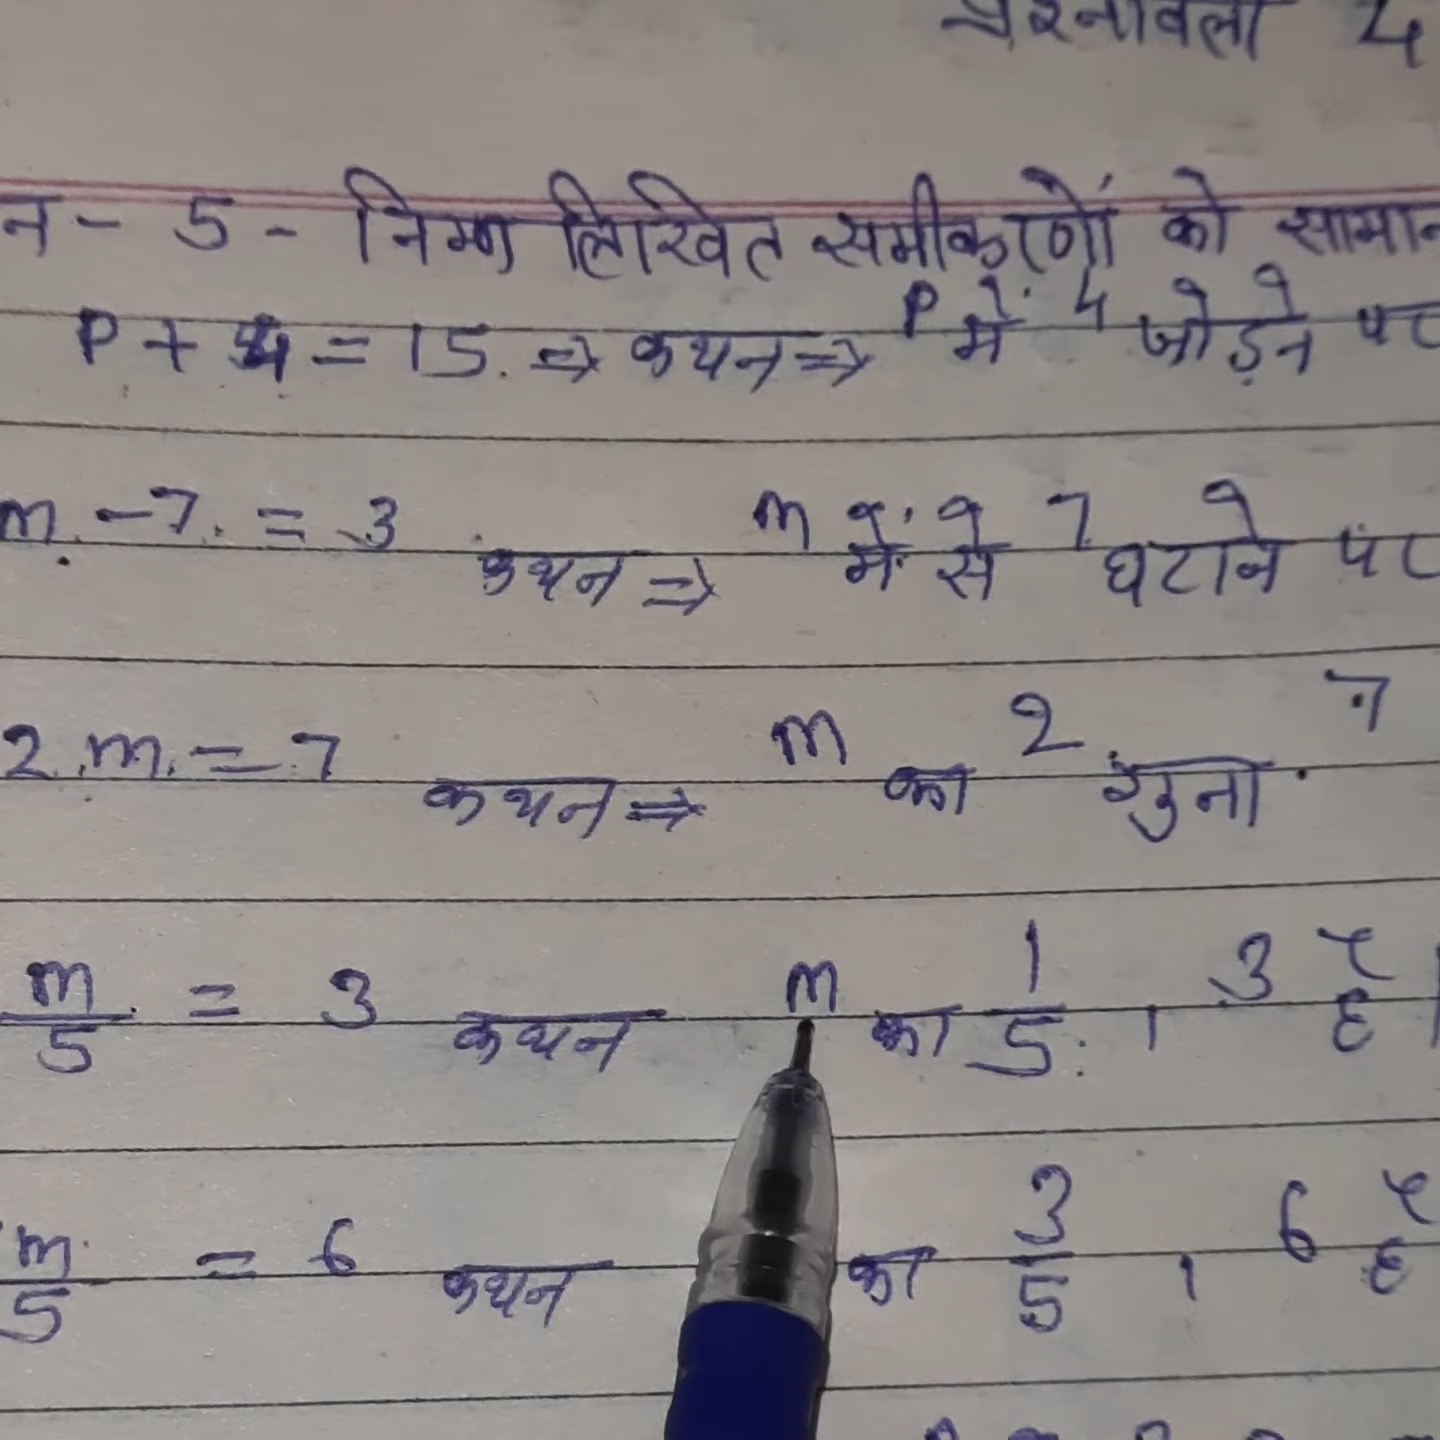 प्रश्नावली 4
न - 5 - निम्न लिखित समीकरणों को सामान
P + 4 = 15. ⇒ कथन ⇒ P में 4 जोड़ने पर
m - 7. = 3 कथन ⇒ m में से 7 घटाने पर
2 m = 7 कथन ⇒ m का 2 गुना 7
m/5 = 3 कथन m का 1/5 , 3 है |
m/5 = 6 कथन का 3/5 , 6 है